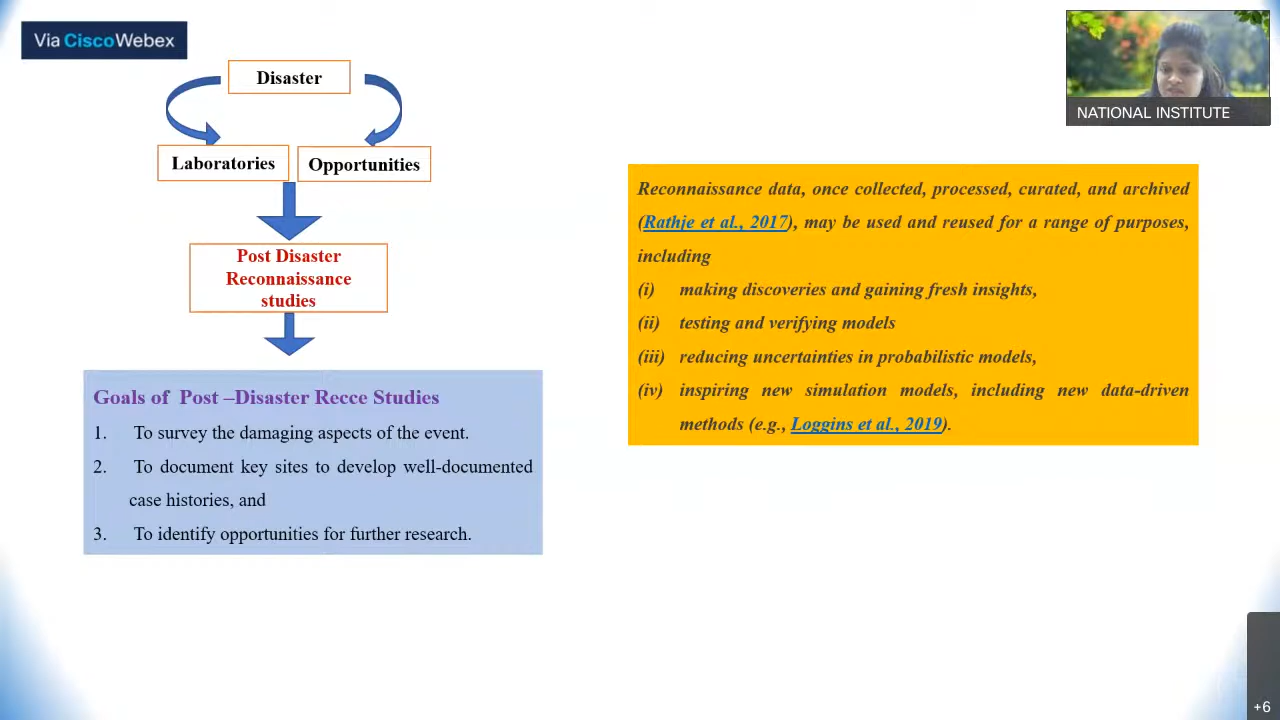 Via CiscoWebex
NATIONAL INSTITUTE
Disaster
Laboratories
Opportunities
Post Disaster
Reconnaissance
studies
Goals of Post –Disaster Recce Studies
1. To survey the damaging aspects of the event.
2. To document key sites to develop well-documented
case histories, and
3. To identify opportunities for further research.
Reconnaissance data, once collected, processed, curated, and archived
(Rathje et al., 2017), may be used and reused for a range of purposes,
including
(i) making discoveries and gaining fresh insights,
(ii) testing and verifying models
(iii) reducing uncertainties in probabilistic models,
(iv) inspiring new simulation models, including new data-driven
methods (e.g., Loggins et al., 2019).
+6